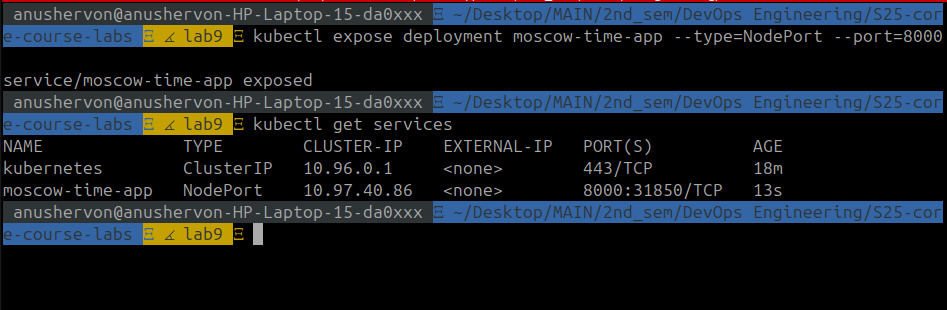 anushervon@anushervon-HP-Laptop-15-da0xxx Ξ ~/Desktop/MAIN/2nd_sem/DevOps Engineering/S25-cor
e-course-labs Ξ ∡ lab9 Ξ kubectl expose deployment moscow-time-app --type=NodePort --port=8000
service/moscow-time-app exposed
anushervon@anushervon-HP-Laptop-15-da0xxx Ξ ~/Desktop/MAIN/2nd_sem/DevOps Engineering/S25-cor
e-course-labs Ξ ∡ lab9 Ξ kubectl get services
NAME TYPE CLUSTER-IP EXTERNAL-IP PORT(S) AGE
kubernetes ClusterIP 10.96.0.1 <none> 443/TCP 18m
moscow-time-app NodePort 10.97.40.86 <none> 8000:31850/TCP 13s
anushervon@anushervon-HP-Laptop-15-da0xxx Ξ ~/Desktop/MAIN/2nd_sem/DevOps Engineering/S25-cor
e-course-labs Ξ ∡ lab9 Ξ